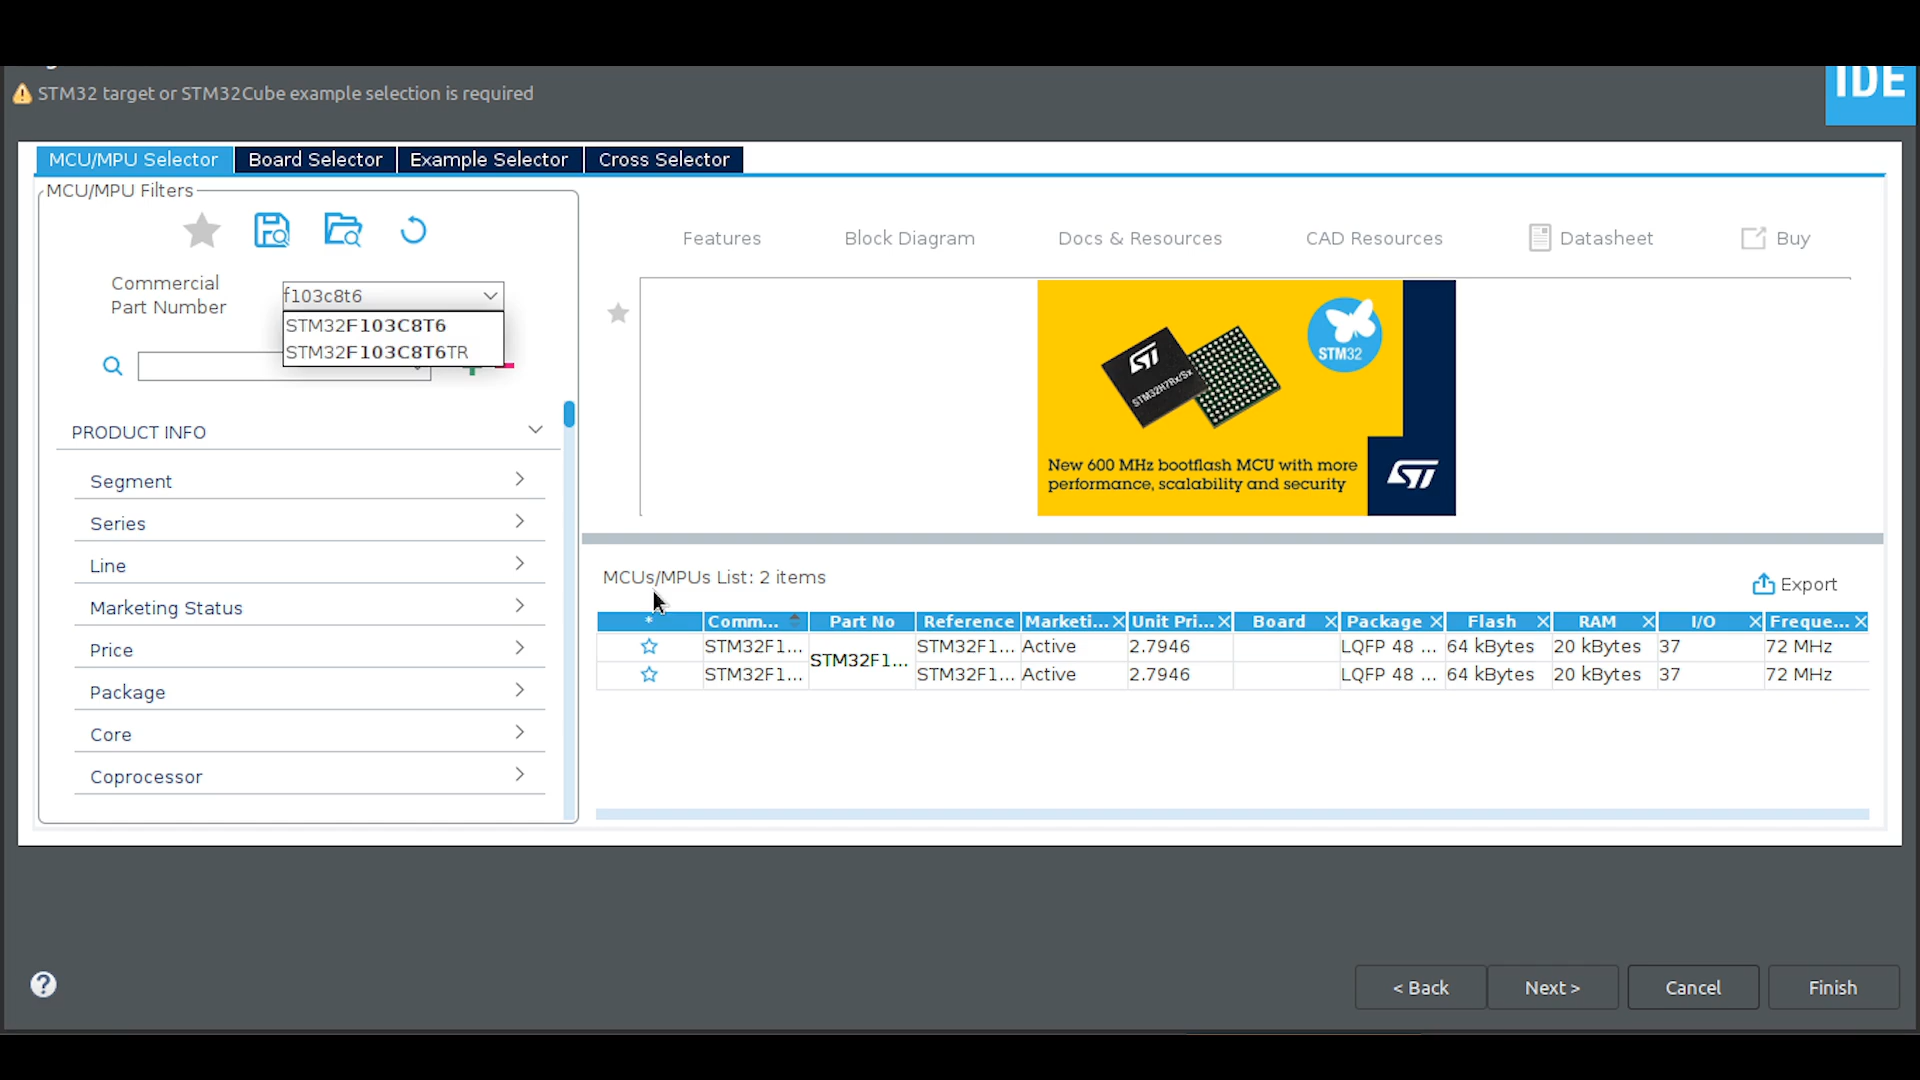 IDE
STM32 target or STM32Cube example selection is required
MCU/MPU Selector
Board Selector
Example Selector
Cross Selector
MCU/MPU Filters
Features
Block Diagram
Docs & Resources
CAD Resources
Datasheet
Buy
Commercial
Part Number
f103c8t6
STM32F103C8T6
STM32F103C8T6TR
STM32
ST
STM32H7Rx/Sx
New 600 MHz bootflash MCU with more
performance, scalability and security
ST
PRODUCT INFO
Segment
Series
Line
Marketing Status
Price
Package
Core
Coprocessor
MCUs/MPUs List: 2 items
Export
* Comm... Part No Reference Marketi... Unit Pri... Board Package Flash RAM I/O Freque...
STM32F1... STM32F1... STM32F1... Active 2.7946 LQFP 48 ... 64 kBytes 20 kBytes 37 72 MHz
STM32F1... STM32F1... Active 2.7946 LQFP 48 ... 64 kBytes 20 kBytes 37 72 MHz
?
< Back
Next >
Cancel
Finish